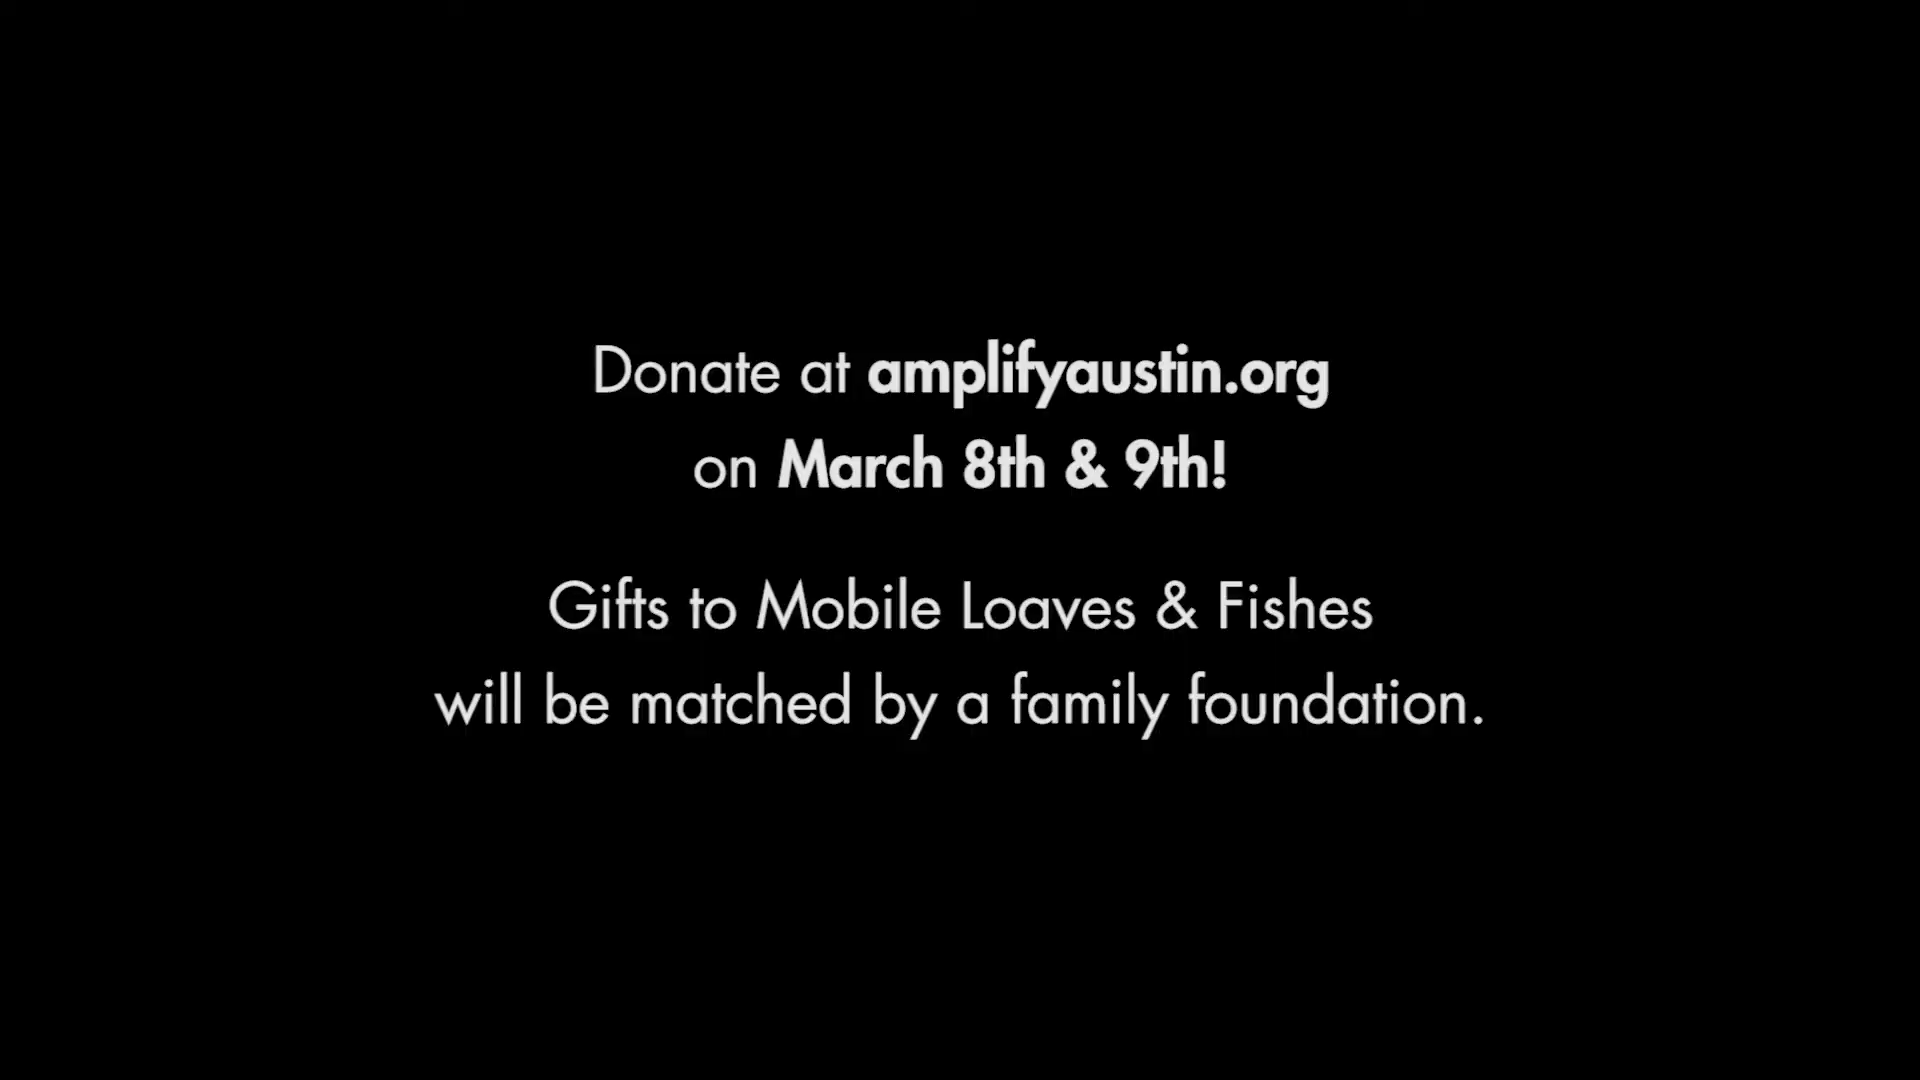 Donate at amplifyaustin.org
on March 8th & 9th!
Gifts to Mobile Loaves & Fishes
will be matched by a family foundation.